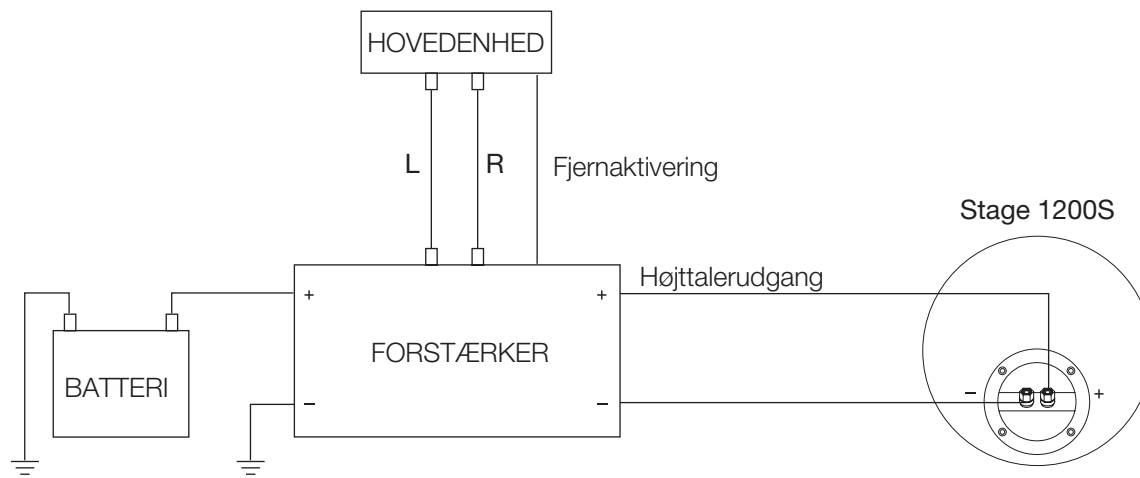 HOVEDENHED
L
R
Fjernaktivering
Stage 1200S
Højttalerudgang
+
+
FORSTÆRKER
BATTERI
–
+
–
–